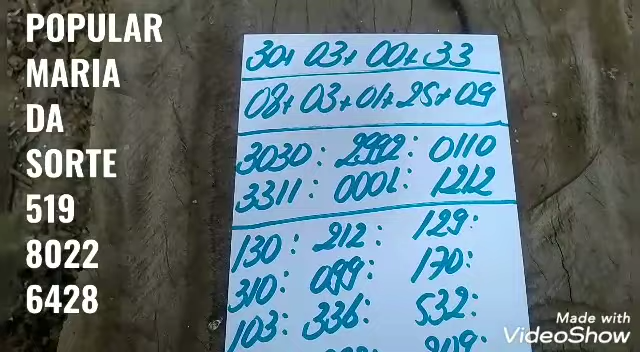 POPULAR
MARIA
DA
SORTE
519
8022
6428
30+ 03+ 00+ 33
08+ 03+01+ 25+ 09
3030: 2992: 0110
3311: 0001: 1212
130: 212: 129:
310: 099: 170:
103: 336: 532:
Made with
VideoShow